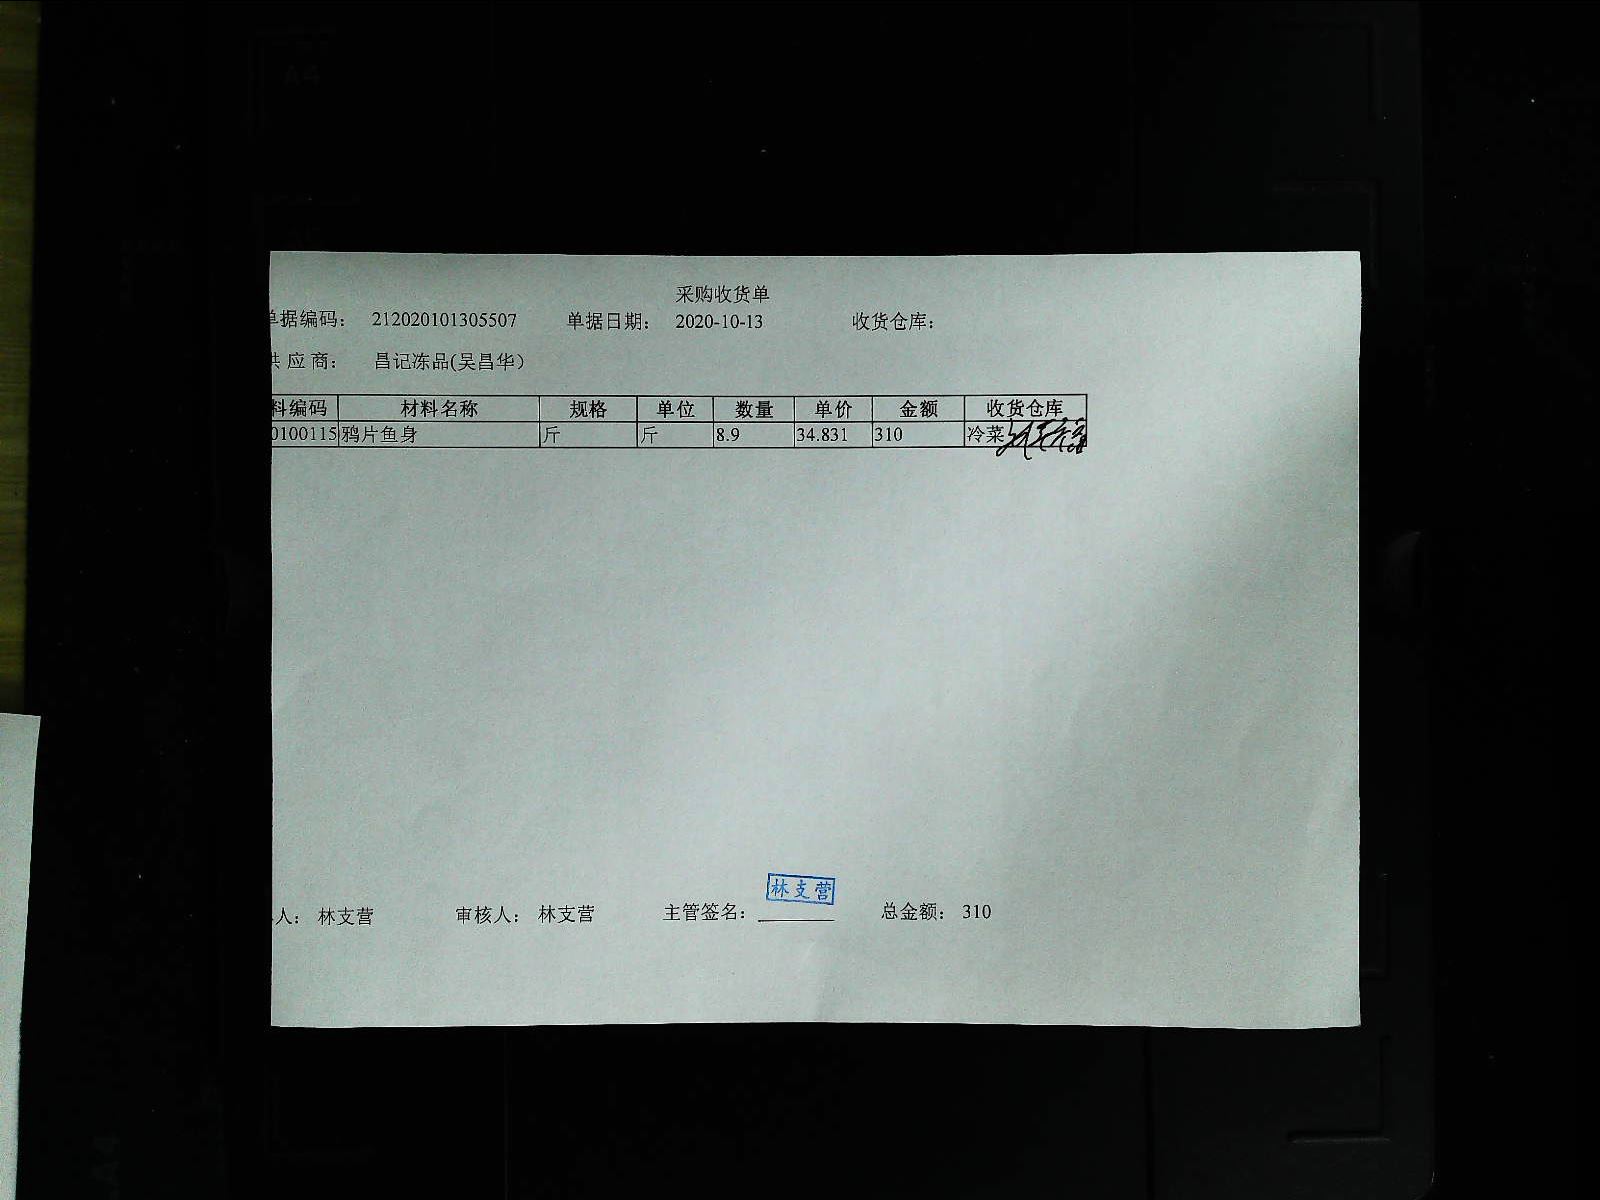 采购收货单
单据编码： 212020101305507 单据日期： 2020-10-13 收货仓库：
供应商： 昌记冻品(吴昌华)
料编码 材料名称 规格 单位 数量 单价 金额 收货仓库
0100115 鸦片鱼身 斤 斤 8.9 34.831 310 冷菜
林支营
人： 林支营 审核人： 林支营 主管签名： 总金额： 310